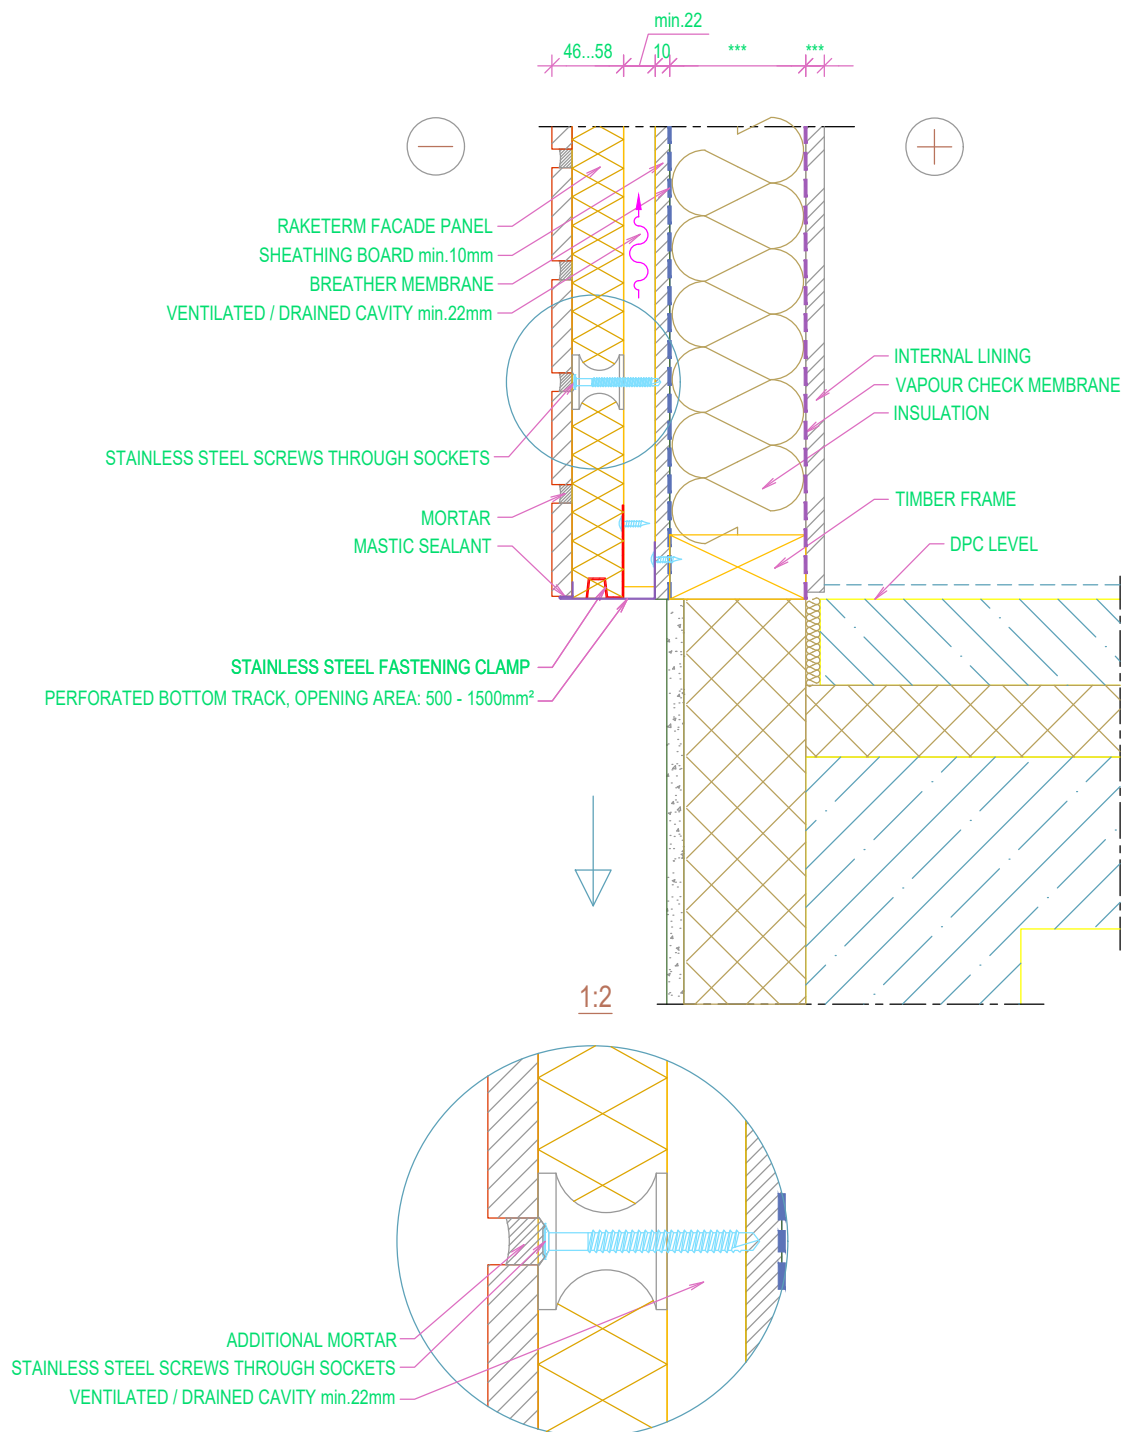 min.22
46...58 10 *** ***
RAKETERM FACADE PANEL
SHEATHING BOARD min.10mm
BREATHER MEMBRANE
VENTILATED / DRAINED CAVITY min.22mm
INTERNAL LINING
VAPOUR CHECK MEMBRANE
INSULATION
STAINLESS STEEL SCREWS THROUGH SOCKETS
TIMBER FRAME
MORTAR
DPC LEVEL
MASTIC SEALANT
STAINLESS STEEL FASTENING CLAMP
PERFORATED BOTTOM TRACK, OPENING AREA: 500 - 1500mm²
1:2
ADDITIONAL MORTAR
STAINLESS STEEL SCREWS THROUGH SOCKETS
VENTILATED / DRAINED CAVITY min.22mm